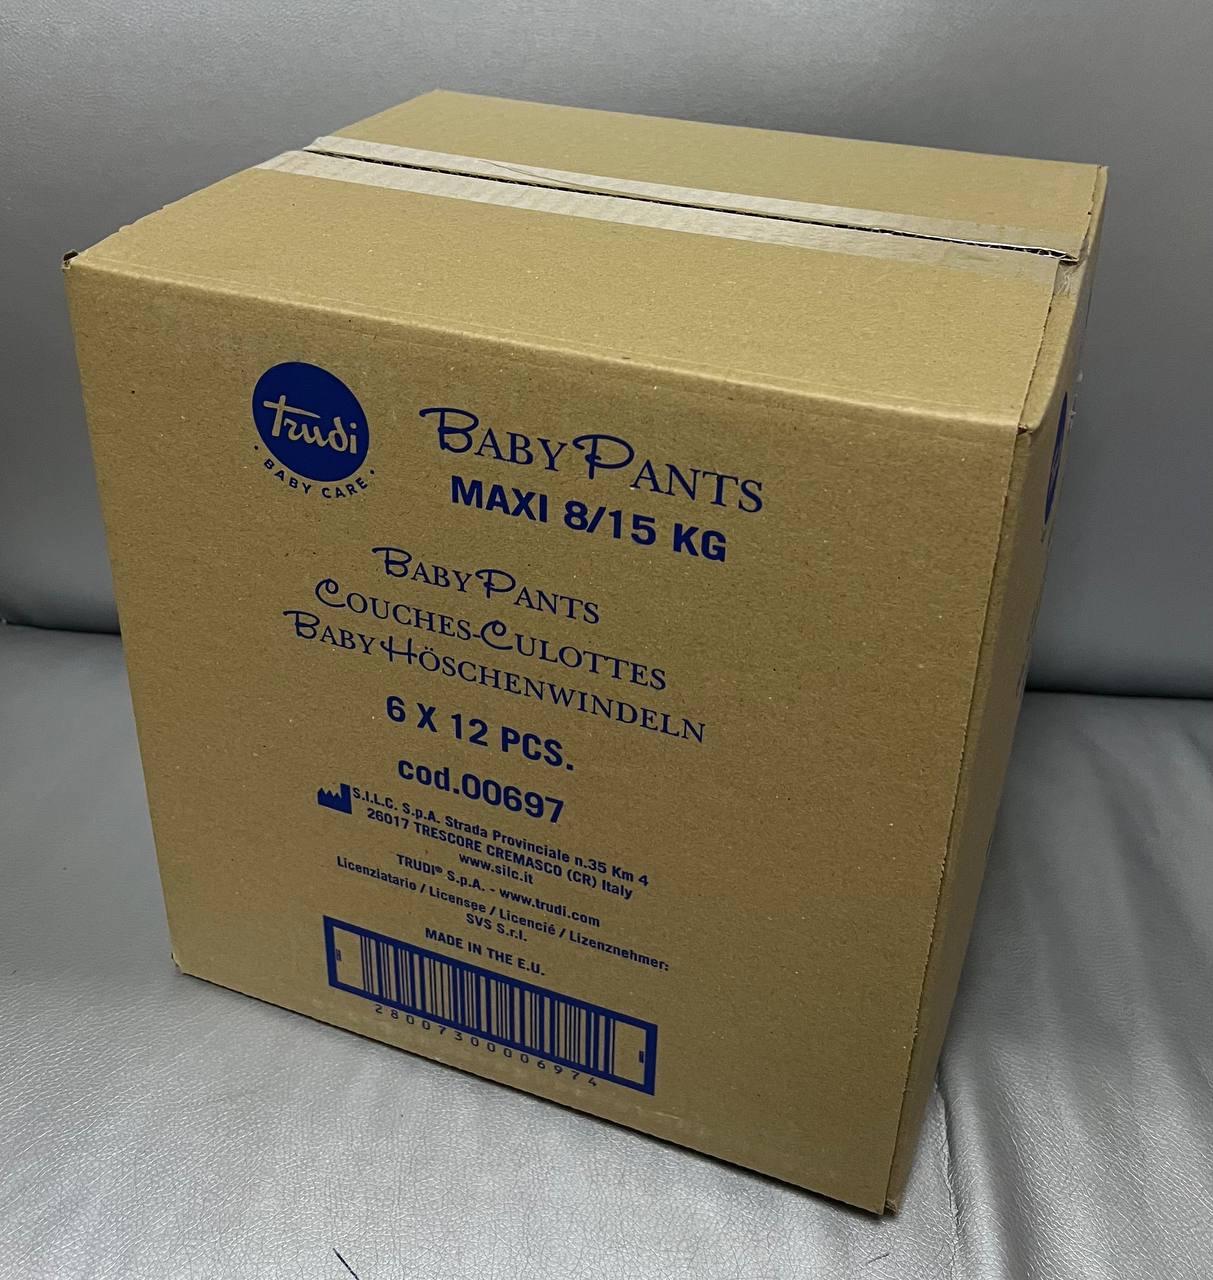 Trudi
BABY CARE
BABY PANTS
MAXI 8/15 KG
BABY PANTS
COUCHES-CULOTTES
BABY HÖSCHENWINDELN
6 X 12 PCS.
cod.00697
S.I.L.C. S.p.A. Strada Provinciale n.35 Km 4
26017 TRESCORE CREMASCO (CR) Italy
www.silc.it
TRUDI® S.p.A. - www.trudi.com
Licenziatario / Licensee / Licencié / Lizenznehmer:
SVS S.r.l.
MADE IN THE E.U.
28007300006974